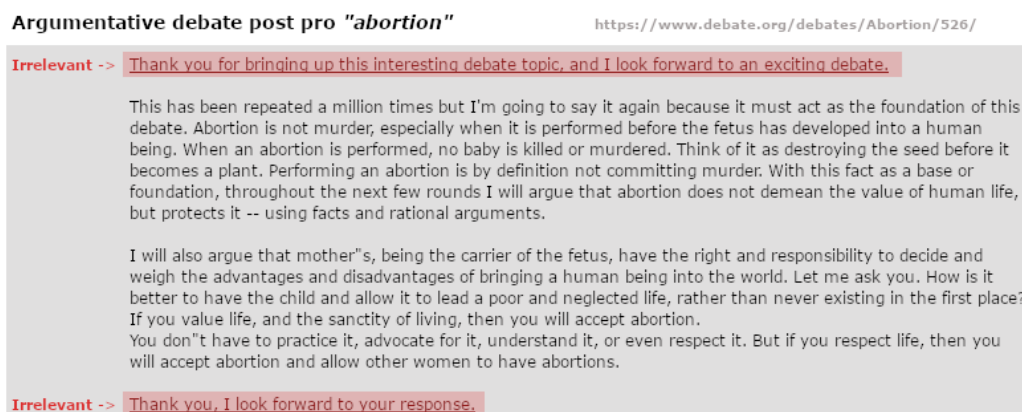 Argumentative debate post pro "abortion" https://www.debate.org/debates/Abortion/526/
Irrelevant -> Thank you for bringing up this interesting debate topic, and I look forward to an exciting debate.
This has been repeated a million times but I'm going to say it again because it must act as the foundation of this
debate. Abortion is not murder, especially when it is performed before the fetus has developed into a human
being. When an abortion is performed, no baby is killed or murdered. Think of it as destroying the seed before it
becomes a plant. Performing an abortion is by definition not committing murder. With this fact as a base or
foundation, throughout the next few rounds I will argue that abortion does not demean the value of human life,
but protects it -- using facts and rational arguments.
I will also argue that mother"s, being the carrier of the fetus, have the right and responsibility to decide and
weigh the advantages and disadvantages of bringing a human being into the world. Let me ask you. How is it
better to have the child and allow it to lead a poor and neglected life, rather than never existing in the first place?
If you value life, and the sanctity of living, then you will accept abortion.
You don"t have to practice it, advocate for it, understand it, or even respect it. But if you respect life, then you
will accept abortion and allow other women to have abortions.
Irrelevant -> Thank you, I look forward to your response.